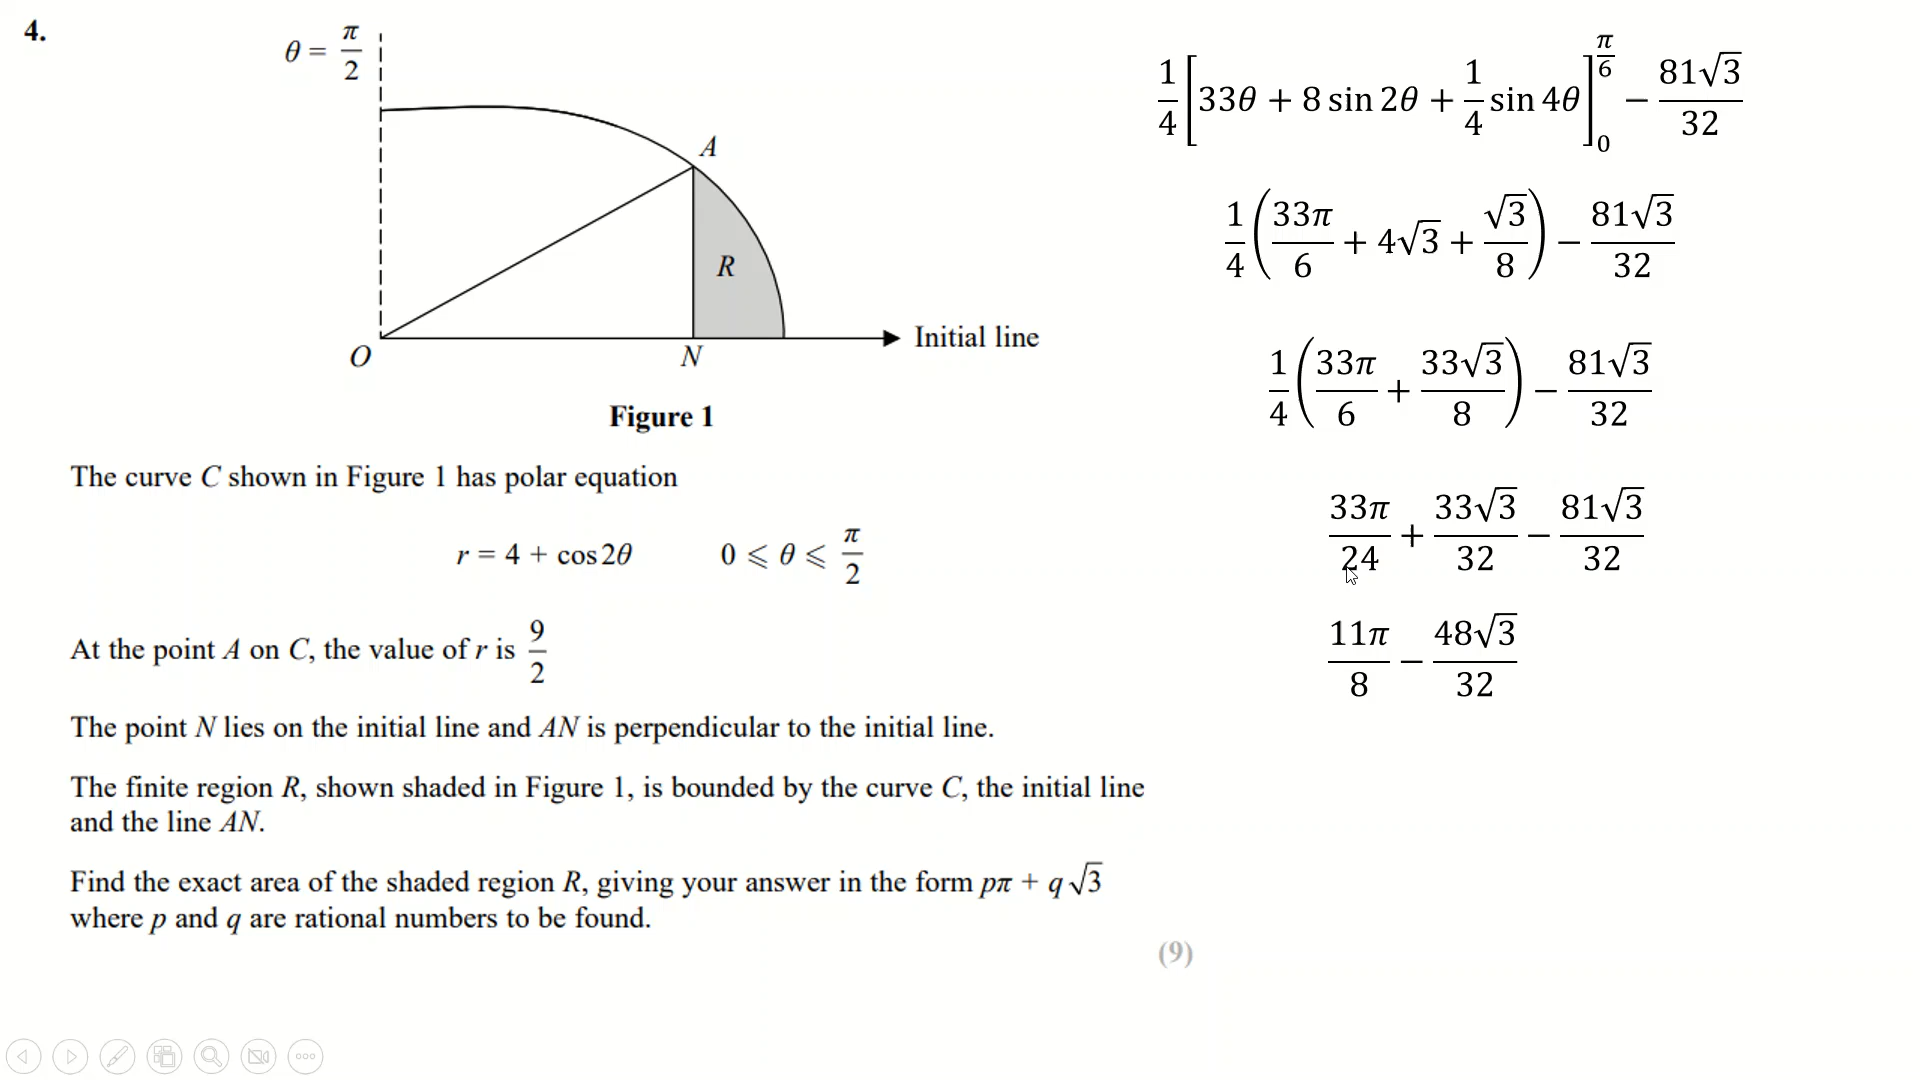 4.
θ = π/2
A
R
O
N
Initial line
Figure 1
The curve C shown in Figure 1 has polar equation
r = 4 + cos2θ 0 ⩽ θ ⩽ π/2
At the point A on C, the value of r is 9/2
The point N lies on the initial line and AN is perpendicular to the initial line.
The finite region R, shown shaded in Figure 1, is bounded by the curve C, the initial line
and the line AN.
Find the exact area of the shaded region R, giving your answer in the form pπ + q√3
where p and q are rational numbers to be found.
(9)
1/4 [33θ + 8 sin 2θ + 1/4 sin 4θ]_0^(π/6) − 81√3/32
1/4 (33π/6 + 4√3 + √3/8) − 81√3/32
1/4 (33π/6 + 33√3/8) − 81√3/32
33π/24 + 33√3/32 − 81√3/32
11π/8 − 48√3/32